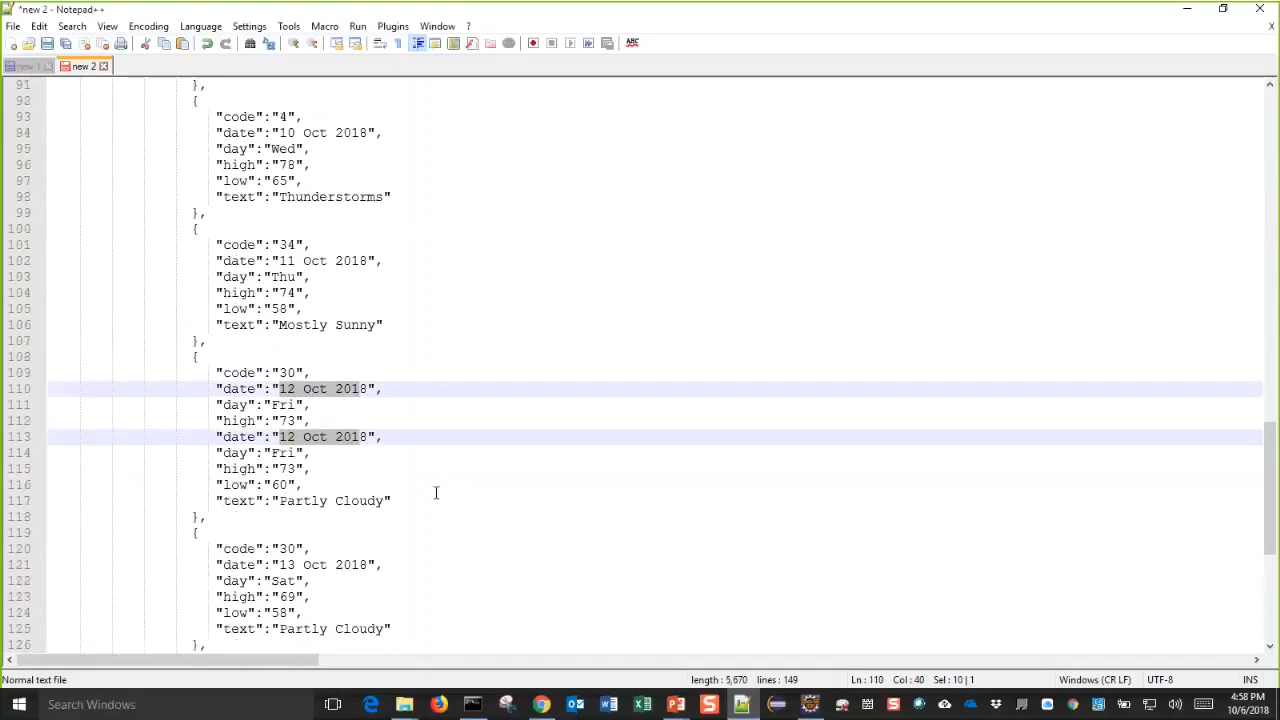 *new 2 - Notepad++
File Edit Search View Encoding Language Settings Tools Macro Run Plugins Window ? X
new 1 new 2
91 },
92 {
93 "code":"4",
94 "date":"10 Oct 2018",
95 "day":"Wed",
96 "high":"78",
97 "low":"65",
98 "text":"Thunderstorms"
99 },
100 {
101 "code":"34",
102 "date":"11 Oct 2018",
103 "day":"Thu",
104 "high":"74",
105 "low":"58",
106 "text":"Mostly Sunny"
107 },
108 {
109 "code":"30",
110 "date":"12 Oct 2018",
111 "day":"Fri",
112 "high":"73",
113 "date":"12 Oct 2018",
114 "day":"Fri",
115 "high":"73",
116 "low":"60",
117 "text":"Partly Cloudy"
118 },
119 {
120 "code":"30",
121 "date":"13 Oct 2018",
122 "day":"Sat",
123 "high":"69",
124 "low":"58",
125 "text":"Partly Cloudy"
126 },
Normal text file length : 5,670 lines : 149 Ln : 110 Col : 40 Sel : 10 | 1 Windows (CR LF) UTF-8 INS
Search Windows 4:58 PM
10/6/2018